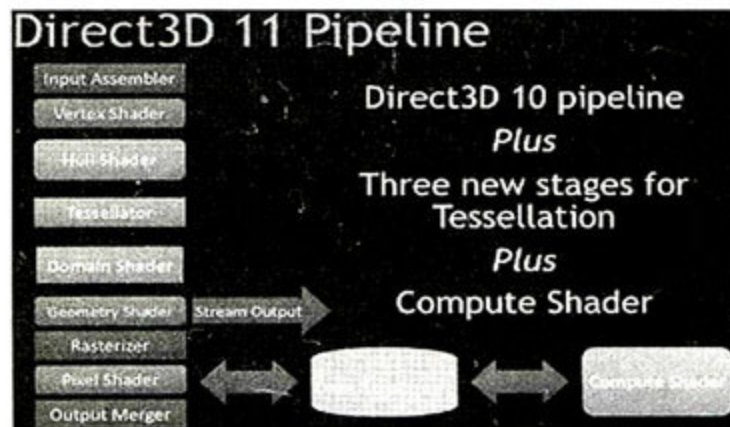 Direct3D 11 Pipeline
Input Assembler
Vertex Shader
Hull Shader
Tessellator
Domain Shader
Geometry Shader
Stream Output
Rasterizer
Pixel Shader
Output Merger
Direct3D 10 pipeline
Plus
Three new stages for
Tessellation
Plus
Compute Shader
Compute Shader